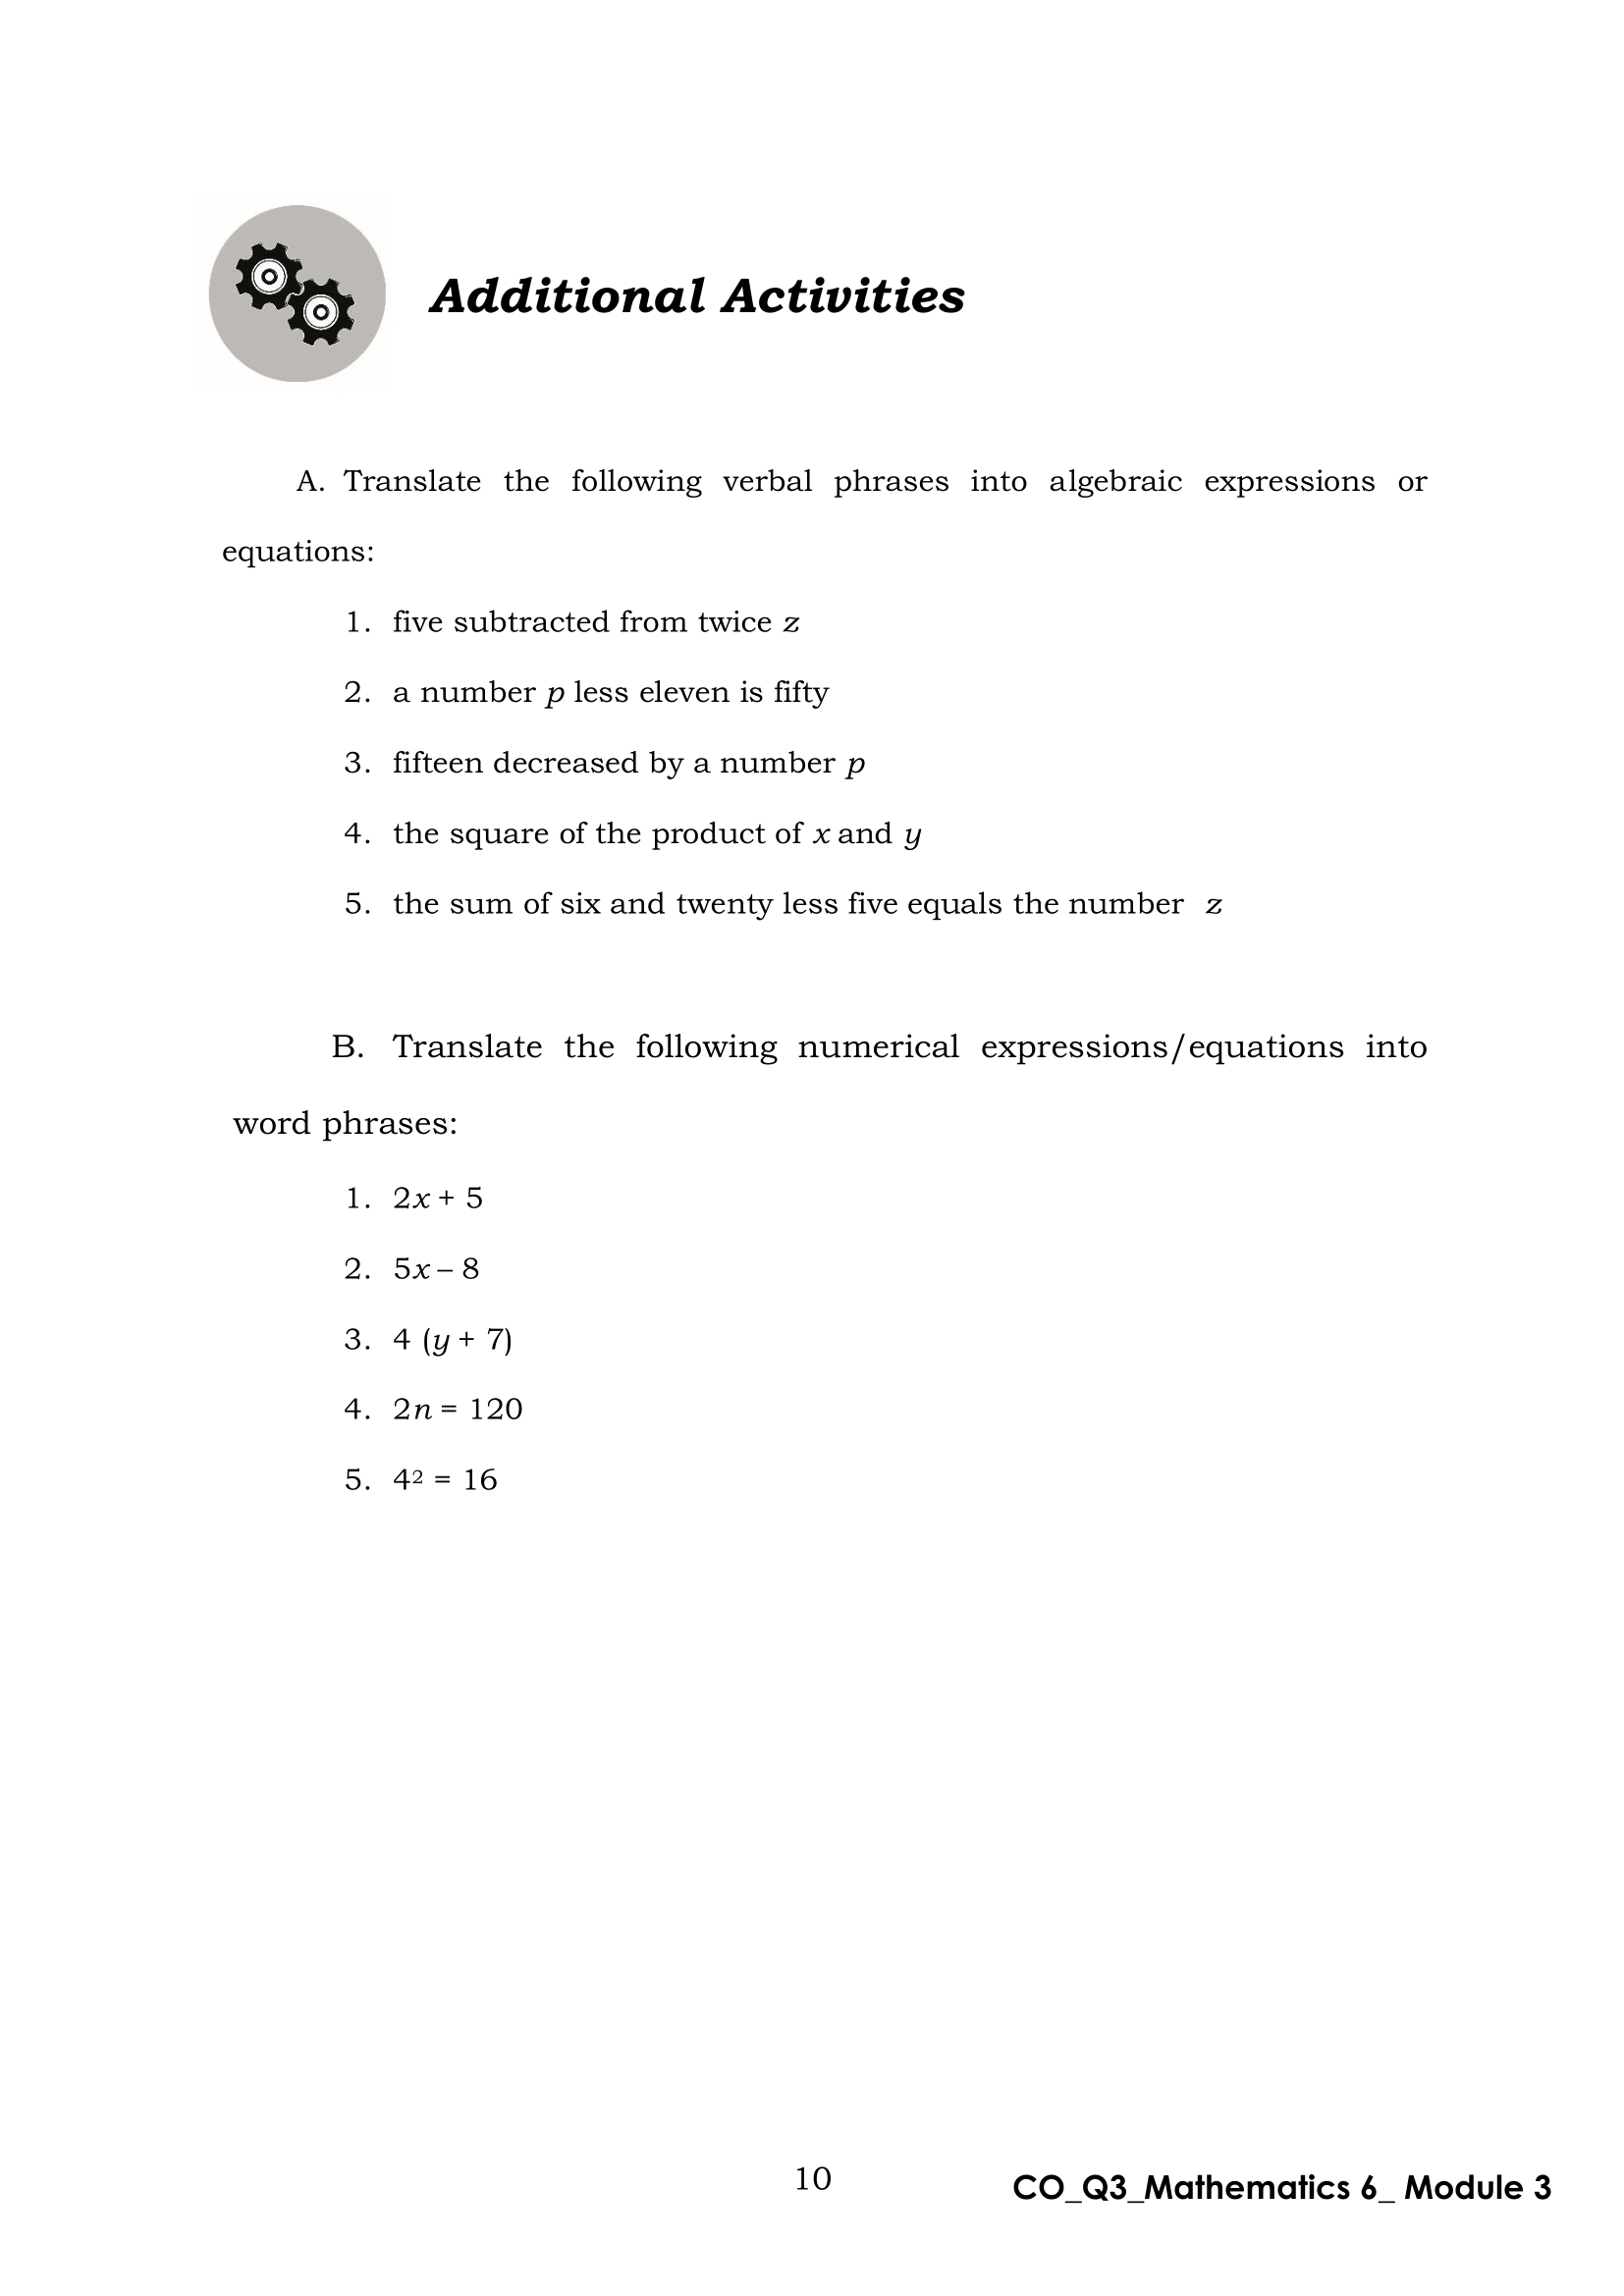 Additional Activities
A. Translate the following verbal phrases into algebraic expressions or
equations:
1. five subtracted from twice z
2. a number p less eleven is fifty
3. fifteen decreased by a number p
4. the square of the product of x and y
5. the sum of six and twenty less five equals the number z
B. Translate the following numerical expressions/equations into
word phrases:
1. 2x + 5
2. 5x – 8
3. 4 (y + 7)
4. 2n = 120
5. 4² = 16
10
CO_Q3_Mathematics 6_ Module 3